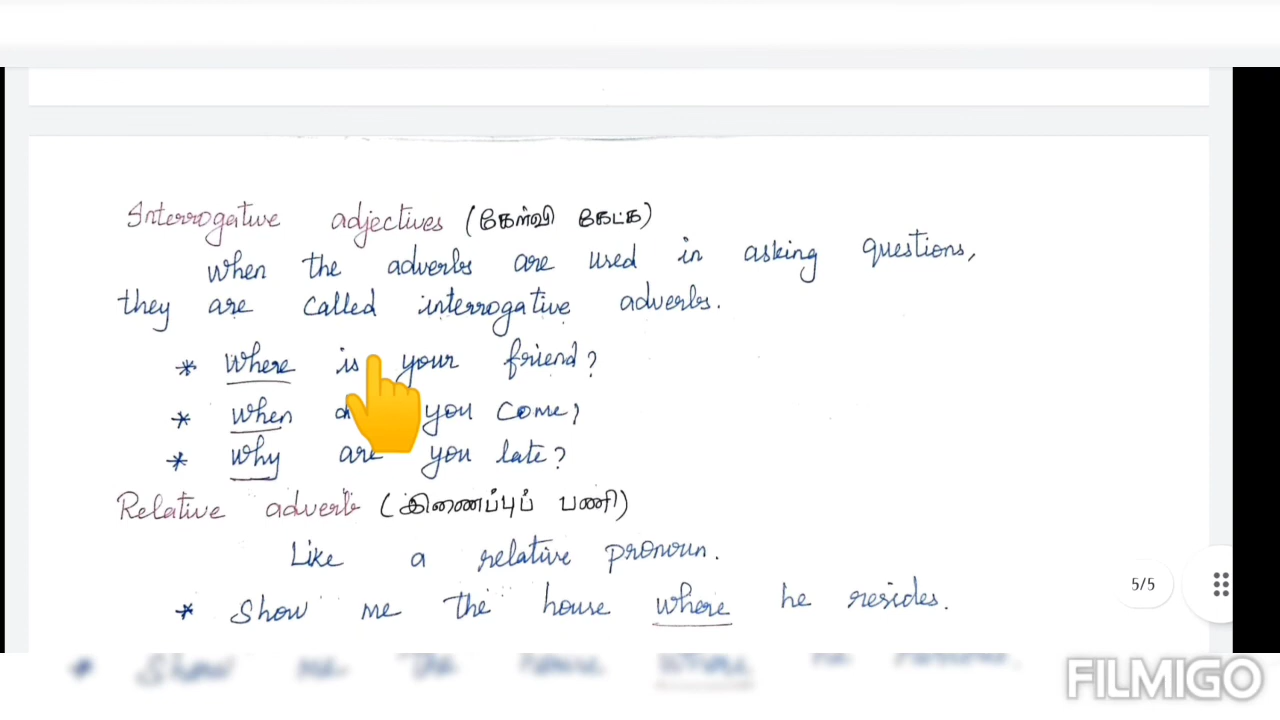 Interrogative adjectives (கேள்வி கேட்க)
When the adverbs are used in asking questions,
they are called interrogative adverbs.
* Where is your friend?
* When you come?
* Why are you late?
Relative adverb (இணைப்புப் பணி)
Like a relative pronoun.
* Show me the house where he resides.
5/5
FILMIGO